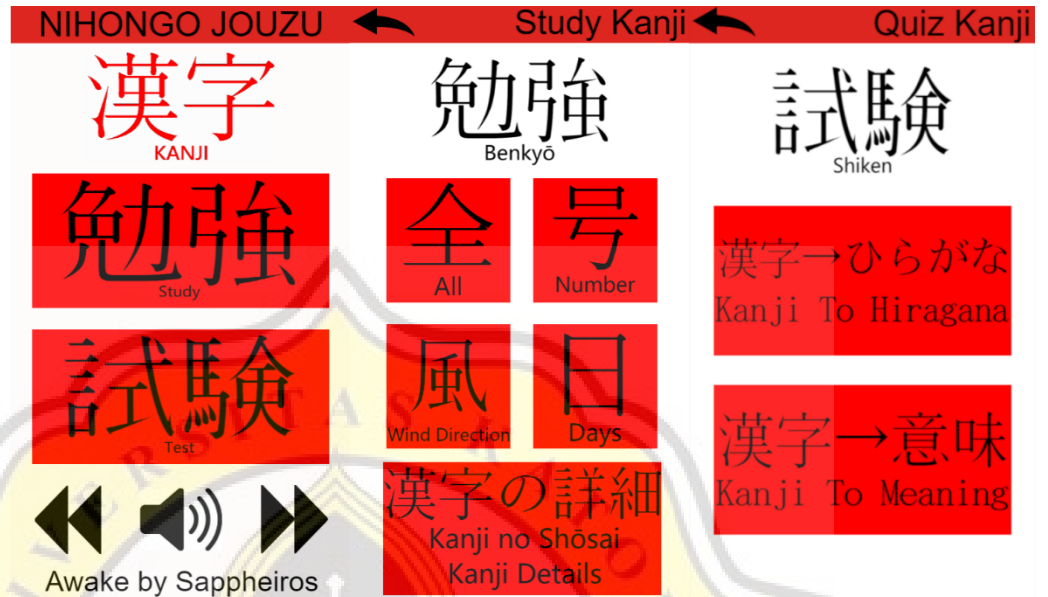 NIHONGO JOUZU
漢字
KANJI
勉強
Study
試験
Test
Awake by Sappheiros
Study Kanji
勉強
Benkyō
全
All
号
Number
風
Wind Direction
日
Days
漢字の詳細
Kanji no Shōsai
Kanji Details
Quiz Kanji
試験
Shiken
漢字→ひらがな
Kanji To Hiragana
漢字→意味
Kanji To Meaning